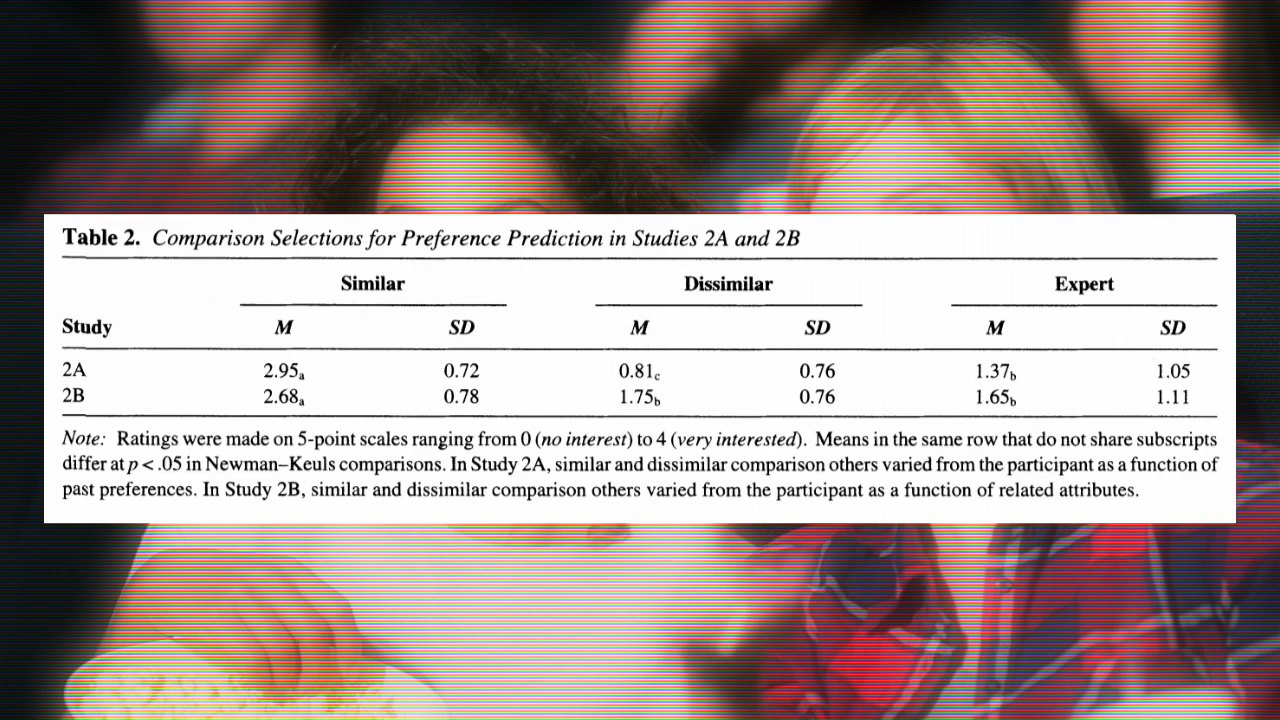 Table 2. Comparison Selections for Preference Prediction in Studies 2A and 2B
Similar Dissimilar Expert
Study M SD M SD M SD
2A 2.95a 0.72 0.81c 0.76 1.37b 1.05
2B 2.68a 0.78 1.75b 0.76 1.65b 1.11
Note: Ratings were made on 5-point scales ranging from 0 (no interest) to 4 (very interested). Means in the same row that do not share subscripts
differ at p < .05 in Newman–Keuls comparisons. In Study 2A, similar and dissimilar comparison others varied from the participant as a function of
past preferences. In Study 2B, similar and dissimilar comparison others varied from the participant as a function of related attributes.